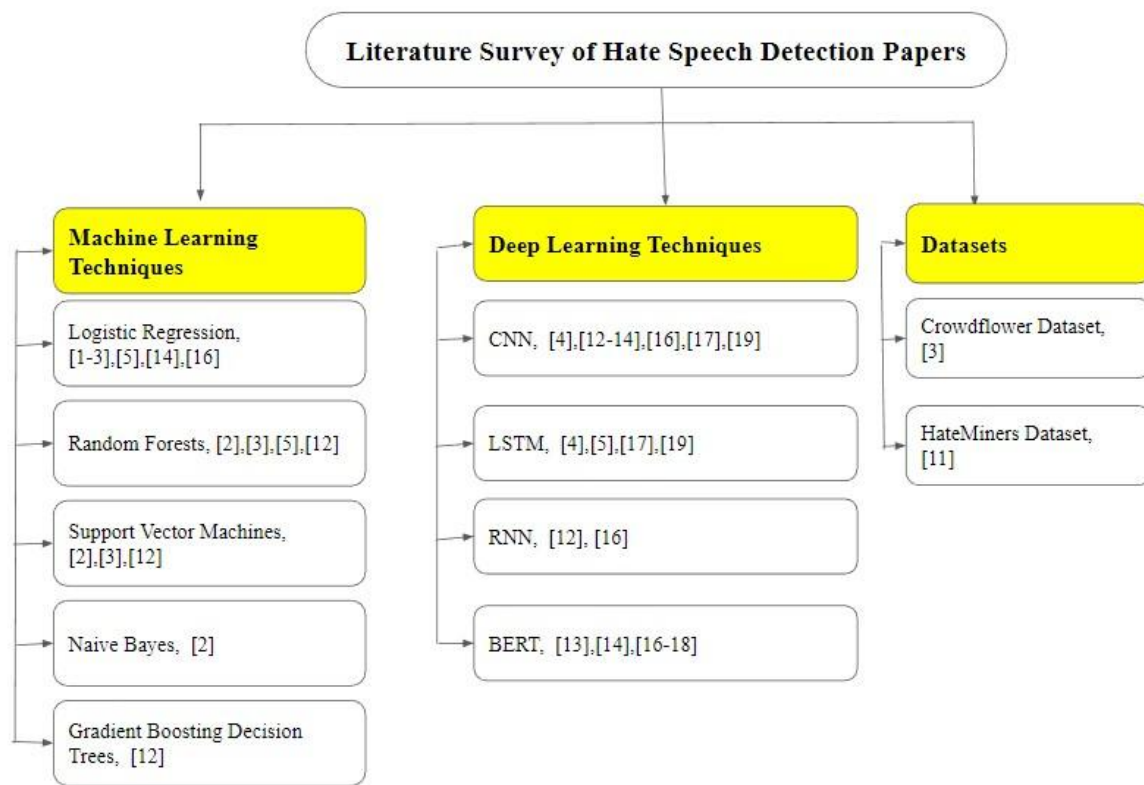 Literature Survey of Hate Speech Detection Papers
Machine Learning
Techniques
Logistic Regression,
[1-3],[5],[14],[16]
Random Forests, [2],[3],[5],[12]
Support Vector Machines,
[2],[3],[12]
Naive Bayes, [2]
Gradient Boosting Decision
Trees, [12]
Deep Learning Techniques
CNN, [4],[12-14],[16],[17],[19]
LSTM, [4],[5],[17],[19]
RNN, [12], [16]
BERT, [13],[14],[16-18]
Datasets
Crowdflower Dataset,
[3]
HateMiners Dataset,
[11]